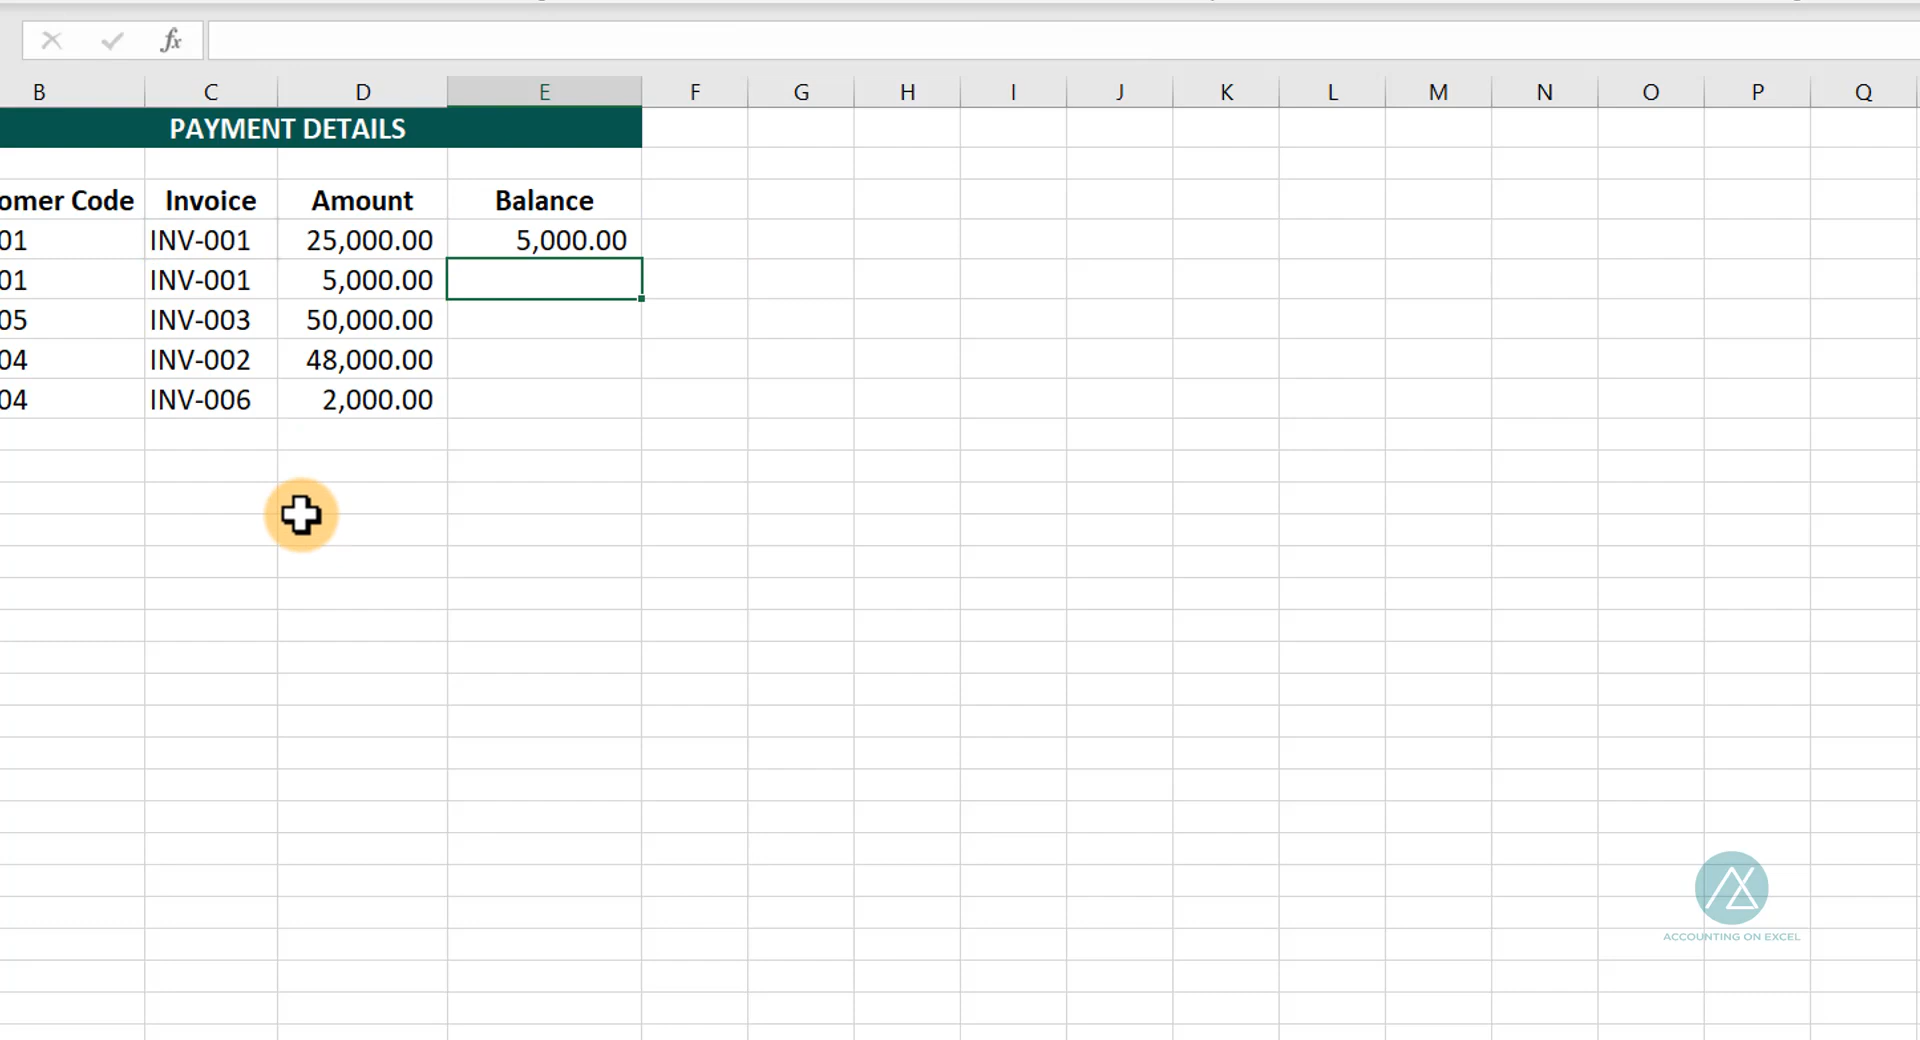 fx
B C D E F G H I J K L M N O P Q
PAYMENT DETAILS
omer Code Invoice Amount Balance
01 INV-001 25,000.00 5,000.00
01 INV-001 5,000.00
05 INV-003 50,000.00
04 INV-002 48,000.00
04 INV-006 2,000.00
ACCOUNTING ON EXCEL